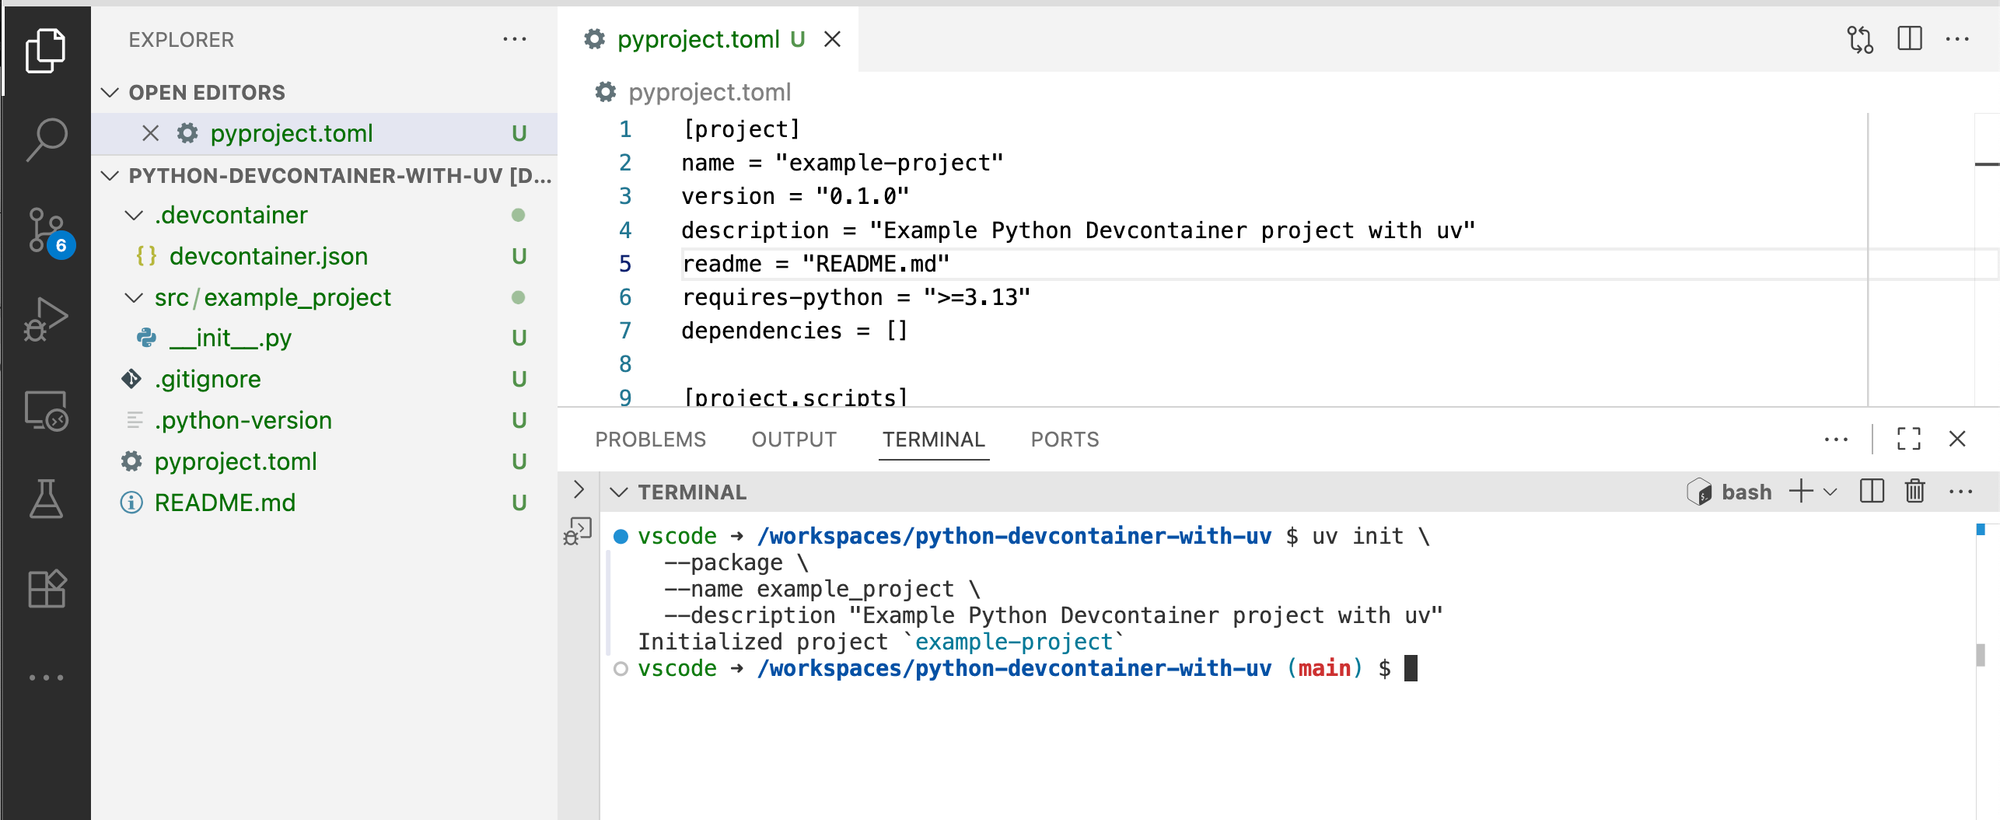 EXPLORER
OPEN EDITORS
pyproject.toml U
PYTHON-DEVCONTAINER-WITH-UV [D...
.devcontainer
{} devcontainer.json U
src/example_project
__init__.py U
.gitignore U
.python-version U
pyproject.toml U
README.md U
6
pyproject.toml U
pyproject.toml
1 [project]
2 name = "example-project"
3 version = "0.1.0"
4 description = "Example Python Devcontainer project with uv"
5 readme = "README.md"
6 requires-python = ">=3.13"
7 dependencies = []
8
9 [project.scripts]
PROBLEMS OUTPUT TERMINAL PORTS
TERMINAL
bash
vscode ➜ /workspaces/python-devcontainer-with-uv $ uv init \
--package \
--name example_project \
--description "Example Python Devcontainer project with uv"
Initialized project `example-project`
vscode ➜ /workspaces/python-devcontainer-with-uv (main) $